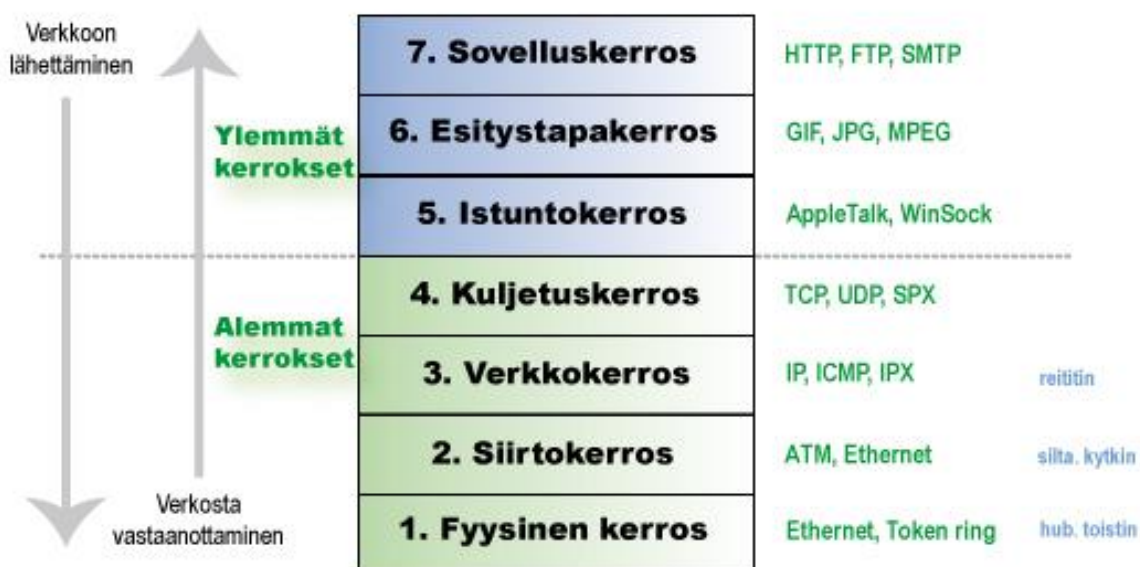 Verkkoon
lähettäminen
7. Sovelluskerros
HTTP, FTP, SMTP
Ylemmät
kerrokset
6. Esitystapakerros
GIF, JPG, MPEG
5. Istuntokerros
AppleTalk, WinSock
4. Kuljetuskerros
TCP, UDP, SPX
Alemmat
kerrokset
3. Verkkokerros
IP, ICMP, IPX
reititin
2. Siirtokerros
ATM, Ethernet
silta. kytkin
Verkosta
vastaanottaminen
1. Fyysinen kerros
Ethernet, Token ring
hub. toistin